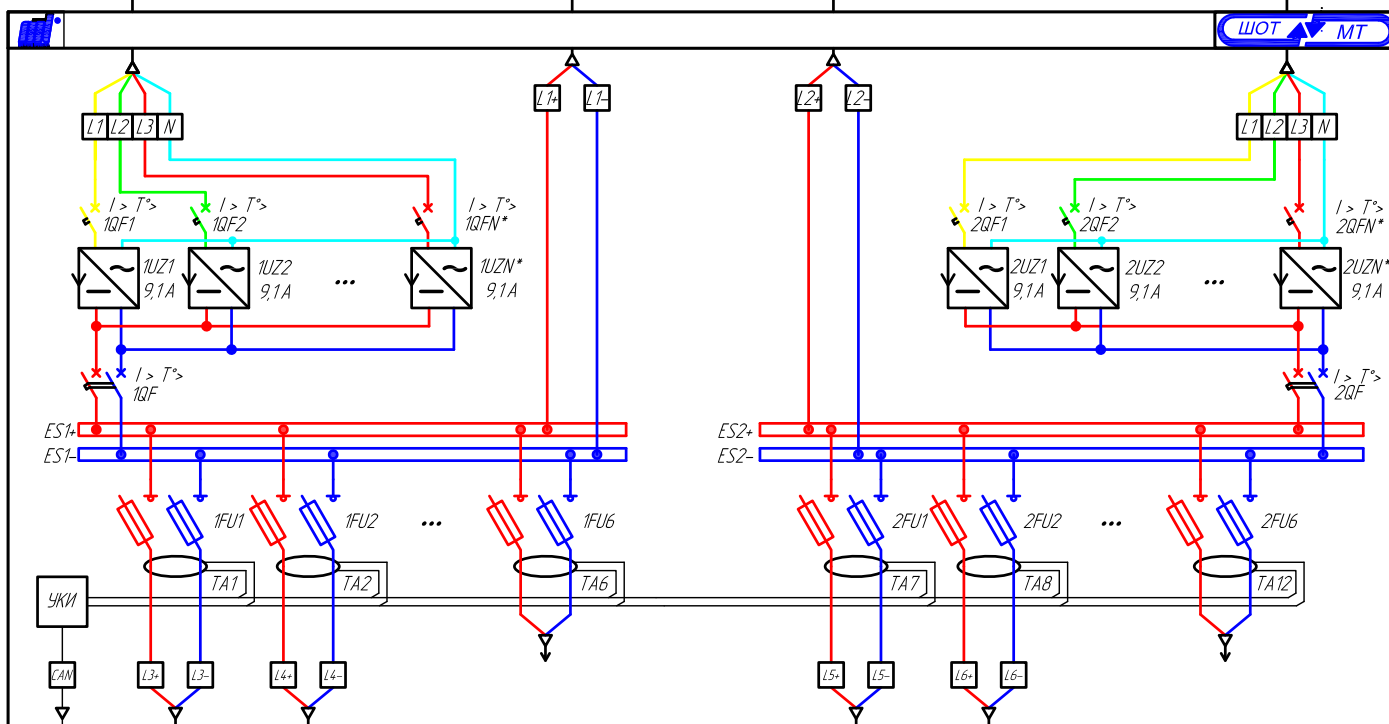 ШОТ МТ
L1+ L1- L2+ L2-
L1 L2 L3 N L1 L2 L3 N
I > T°> I > T°> I > T°> I > T°> I > T°> I > T°>
1QF1 1QF2 1QFN* 2QF1 2QF2 2QFN*
1UZ1 1UZ2 1UZN* 2UZ1 2UZ2 2UZN*
9,1A 9,1A ... 9,1A 9,1A 9,1A ... 9,1A
I > T°> I > T°>
1QF 2QF
ES1+ ES2+
ES1- ES2-
1FU1 1FU2 ... 1FU6 2FU1 2FU2 ... 2FU6
TA1 TA2 TA6 TA7 TA8 TA12
УКИ
CAN L3+ L3- L4+ L4- L5+ L5- L6+ L6-